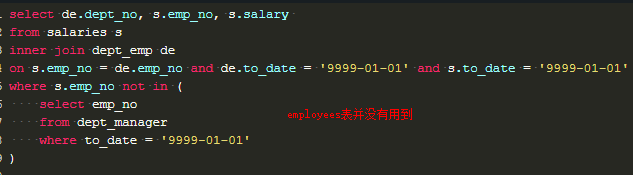 select de.dept_no, s.emp_no, s.salary
from salaries s
inner join dept_emp de
on s.emp_no = de.emp_no and de.to_date = '9999-01-01' and s.to_date = '9999-01-01'
where s.emp_no not in (
select emp_no
from dept_manager
employees表并没有用到
where to_date = '9999-01-01'
)